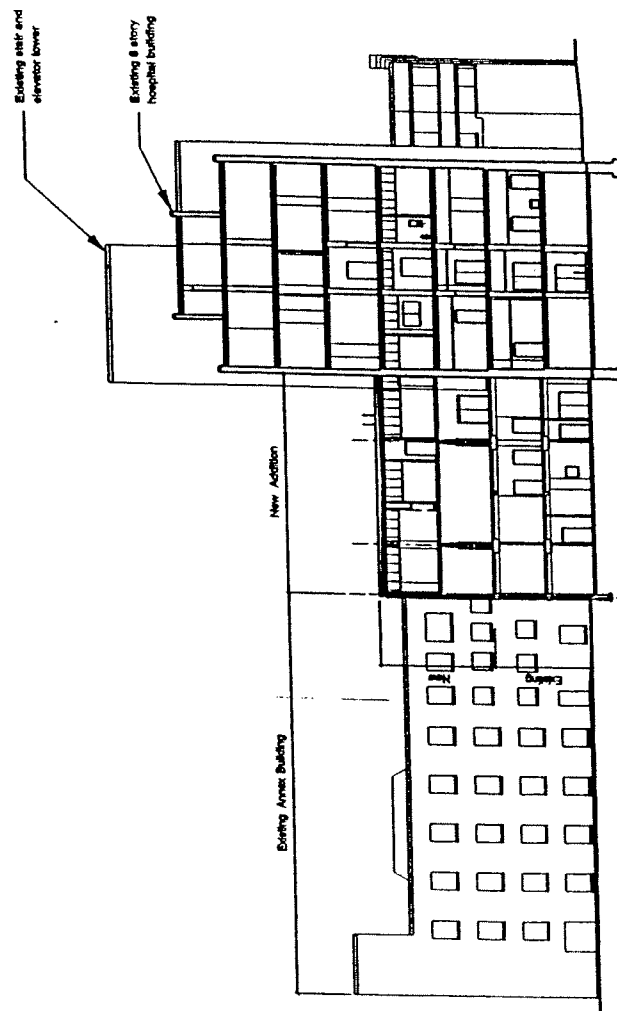 Existing stair and
elevator tower
Existing 8 story
hospital building
New Addition
Existing Annex Building
New
Existing